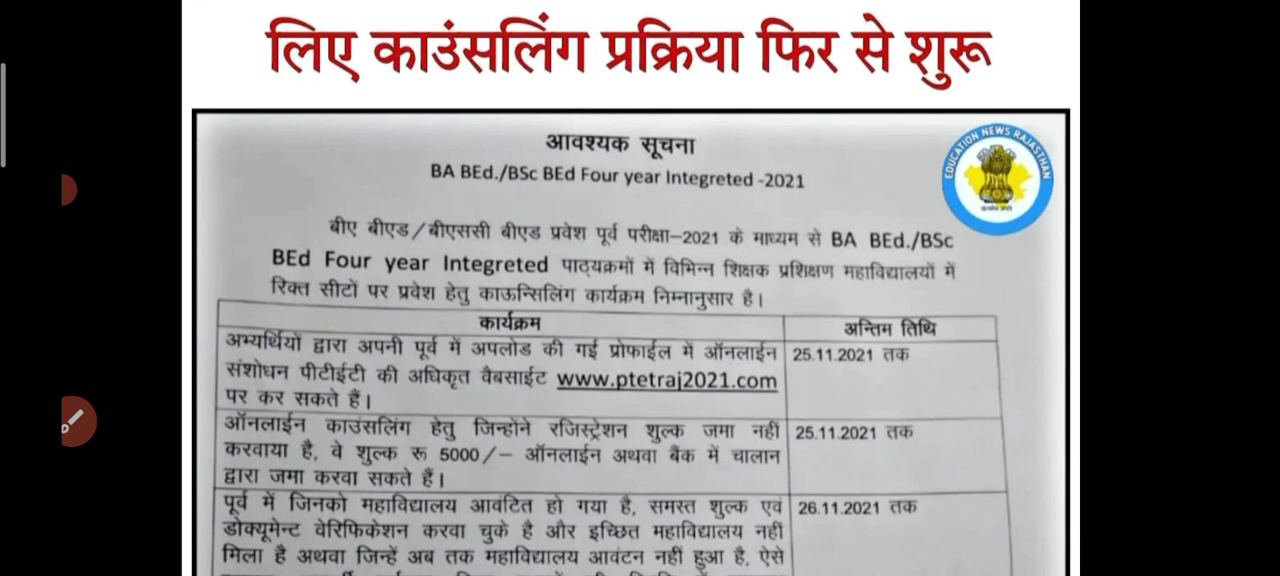 लिए काउंसलिंग प्रक्रिया फिर से शुरू
EDUCATION NEWS RAJASTHAN
आवश्यक सूचना
BA BEd./BSc BEd Four year Integreted -2021
बीए बीएड/बीएससी बीएड प्रवेश पूर्व परीक्षा–2021 के माध्यम से BA BEd./BSc
BEd Four year Integreted पाठ्यक्रमों में विभिन्न शिक्षक प्रशिक्षण महाविद्यालयों में
रिक्त सीटों पर प्रवेश हेतु काऊन्सिलिंग कार्यक्रम निम्नानुसार है।
कार्यक्रम
अन्तिम तिथि
अभ्यर्थियों द्वारा अपनी पूर्व में अपलोड की गई प्रोफाईल में ऑनलाईन
25.11.2021 तक
संशोधन पीटीईटी की अधिकृत वैबसाईट www.ptetraj2021.com
पर कर सकते हैं।
ऑनलाईन काउंसलिंग हेतु जिन्होंने रजिस्ट्रेशन शुल्क जमा नहीं
25.11.2021 तक
करवाया है, वे शुल्क रू 5000/– ऑनलाईन अथवा बैंक में चालान
द्वारा जमा करवा सकते हैं।
पूर्व में जिनको महाविद्यालय आवंटित हो गया है, समस्त शुल्क एवं
26.11.2021 तक
डोक्यूमेन्ट वेरिफिकेशन करवा चुके है और इच्छित महाविद्यालय नहीं
मिला है अथवा जिन्हें अब तक महाविद्यालय आवंटन नहीं हुआ है, ऐसे